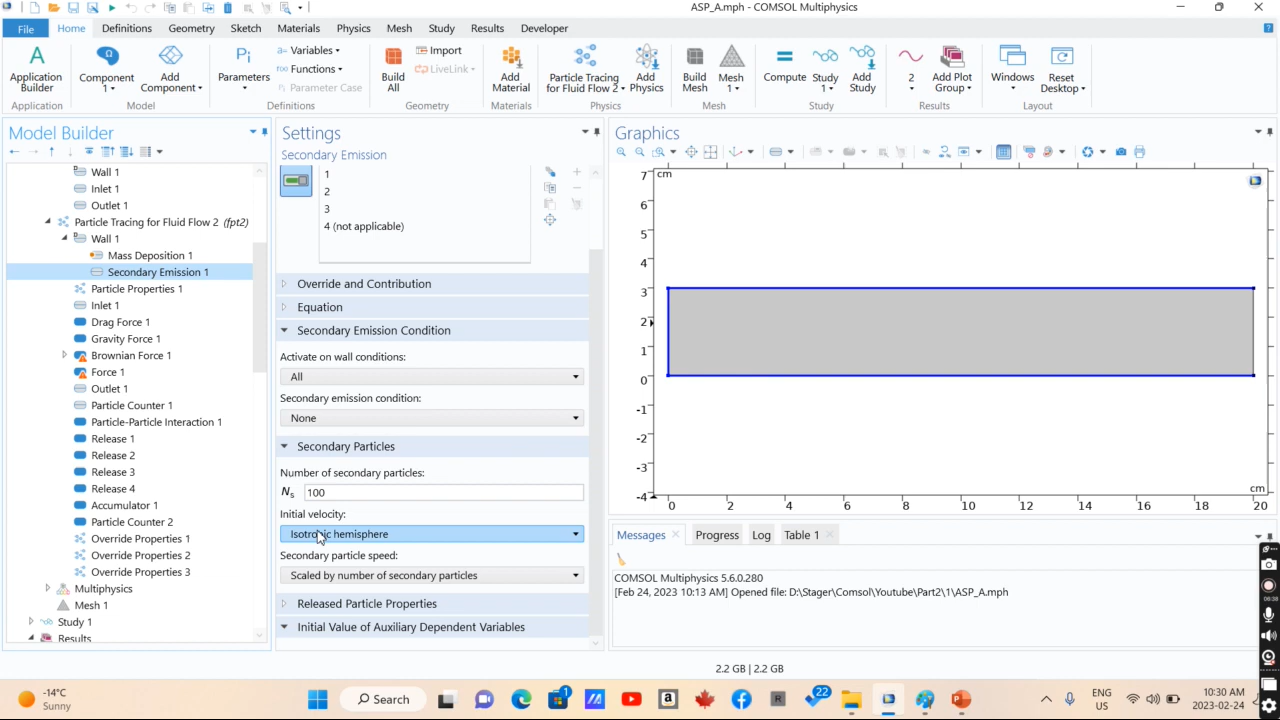 ASP_A.mph - COMSOL Multiphysics
File Home Definitions Geometry Sketch Materials Physics Mesh Study Results Developer
Application Builder
Component 1
Add Component
Parameters
a= Variables
f(x) Functions
Pi Parameter Case
Build All
Import
LiveLink
Add Material
Particle Tracing for Fluid Flow 2
Add Physics
Build Mesh
Mesh 1
Compute
Study 1
Add Study
2
Add Plot Group
Windows
Reset Desktop
Application Model Definitions Geometry Materials Physics Mesh Study Results Layout
Model Builder
Wall 1
Inlet 1
Outlet 1
Particle Tracing for Fluid Flow 2 (fpt2)
Wall 1
Mass Deposition 1
Secondary Emission 1
Particle Properties 1
Inlet 1
Drag Force 1
Gravity Force 1
Brownian Force 1
Force 1
Outlet 1
Particle Counter 1
Particle-Particle Interaction 1
Release 1
Release 2
Release 3
Release 4
Accumulator 1
Particle Counter 2
Override Properties 1
Override Properties 2
Override Properties 3
Multiphysics
Mesh 1
Study 1
Results
Settings
Secondary Emission
1
2
3
4 (not applicable)
Override and Contribution
Equation
Secondary Emission Condition
Activate on wall conditions:
All
Secondary emission condition:
None
Secondary Particles
Number of secondary particles:
Ns 100
Initial velocity:
Isotropic hemisphere
Secondary particle speed:
Scaled by number of secondary particles
Released Particle Properties
Initial Value of Auxiliary Dependent Variables
Graphics
cm
7
6
5
4
3
2
1
0
-1
-2
-3
-4
cm
0 2 4 6 8 10 12 14 16 18 20
Messages Progress Log Table 1
COMSOL Multiphysics 5.6.0.280
[Feb 24, 2023 10:13 AM] Opened file: D:\Stager\Comsol\Youtube\Part2\1\ASP_A.mph
2.2 GB | 2.2 GB
-14°C
Sunny
Search
1
22
ENG
US
10:30 AM
2023-02-24